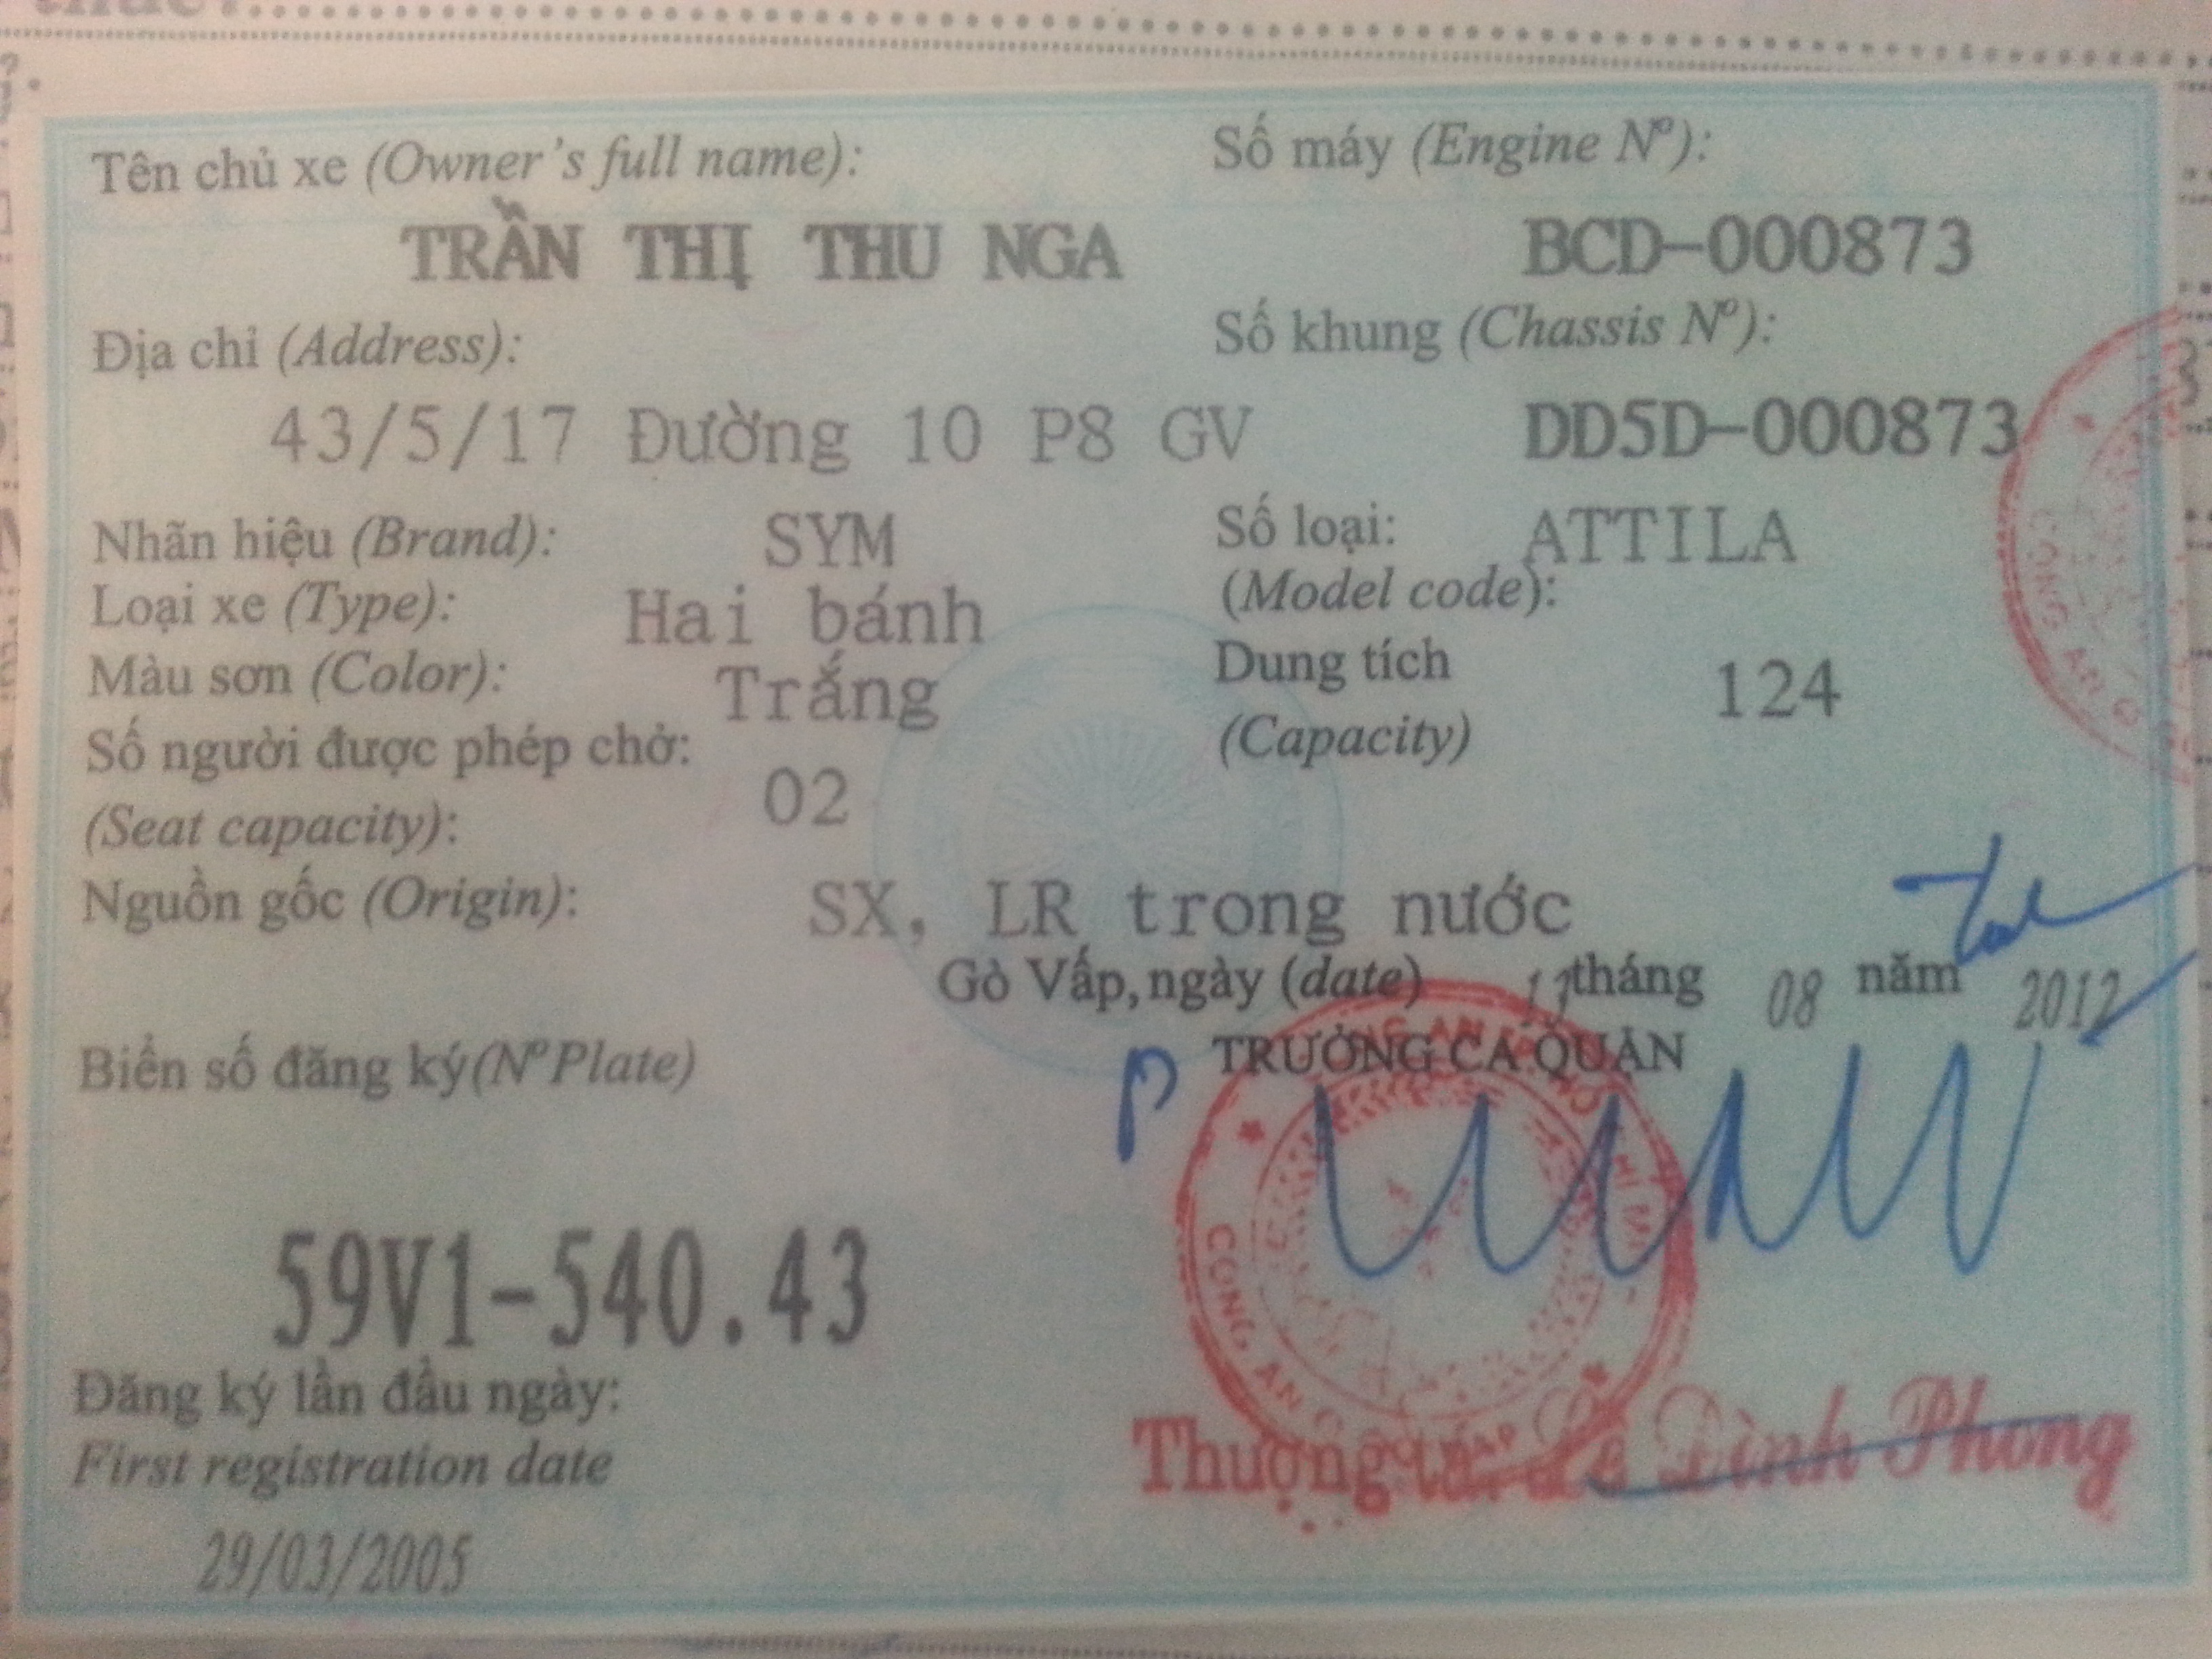 Tên chủ xe (Owner's full name):
TRẦN THỊ THU NGA
Địa chỉ (Address):
43/5/17 Đường 10 P8 GV
Số máy (Engine Nº):
BCD-000873
Số khung (Chassis Nº):
DD5D-000873
Nhãn hiệu (Brand): SYM
Loại xe (Type): Hai bánh
Màu sơn (Color): Trắng
Số người được phép chở: 02
(Seat capacity):
Số loại: ATTILA
(Model code):
Dung tích 124
(Capacity)
Nguồn gốc (Origin): SX, LR trong nước
Gò Vấp, ngày (date) tháng 08 năm 2012
TRƯỞNG CA QUẬN
Biển số đăng ký (Nº Plate)
59V1-540.43
Đăng ký lần đầu ngày:
First registration date
29/03/2005
Thượng tá: Lê Đình Phong